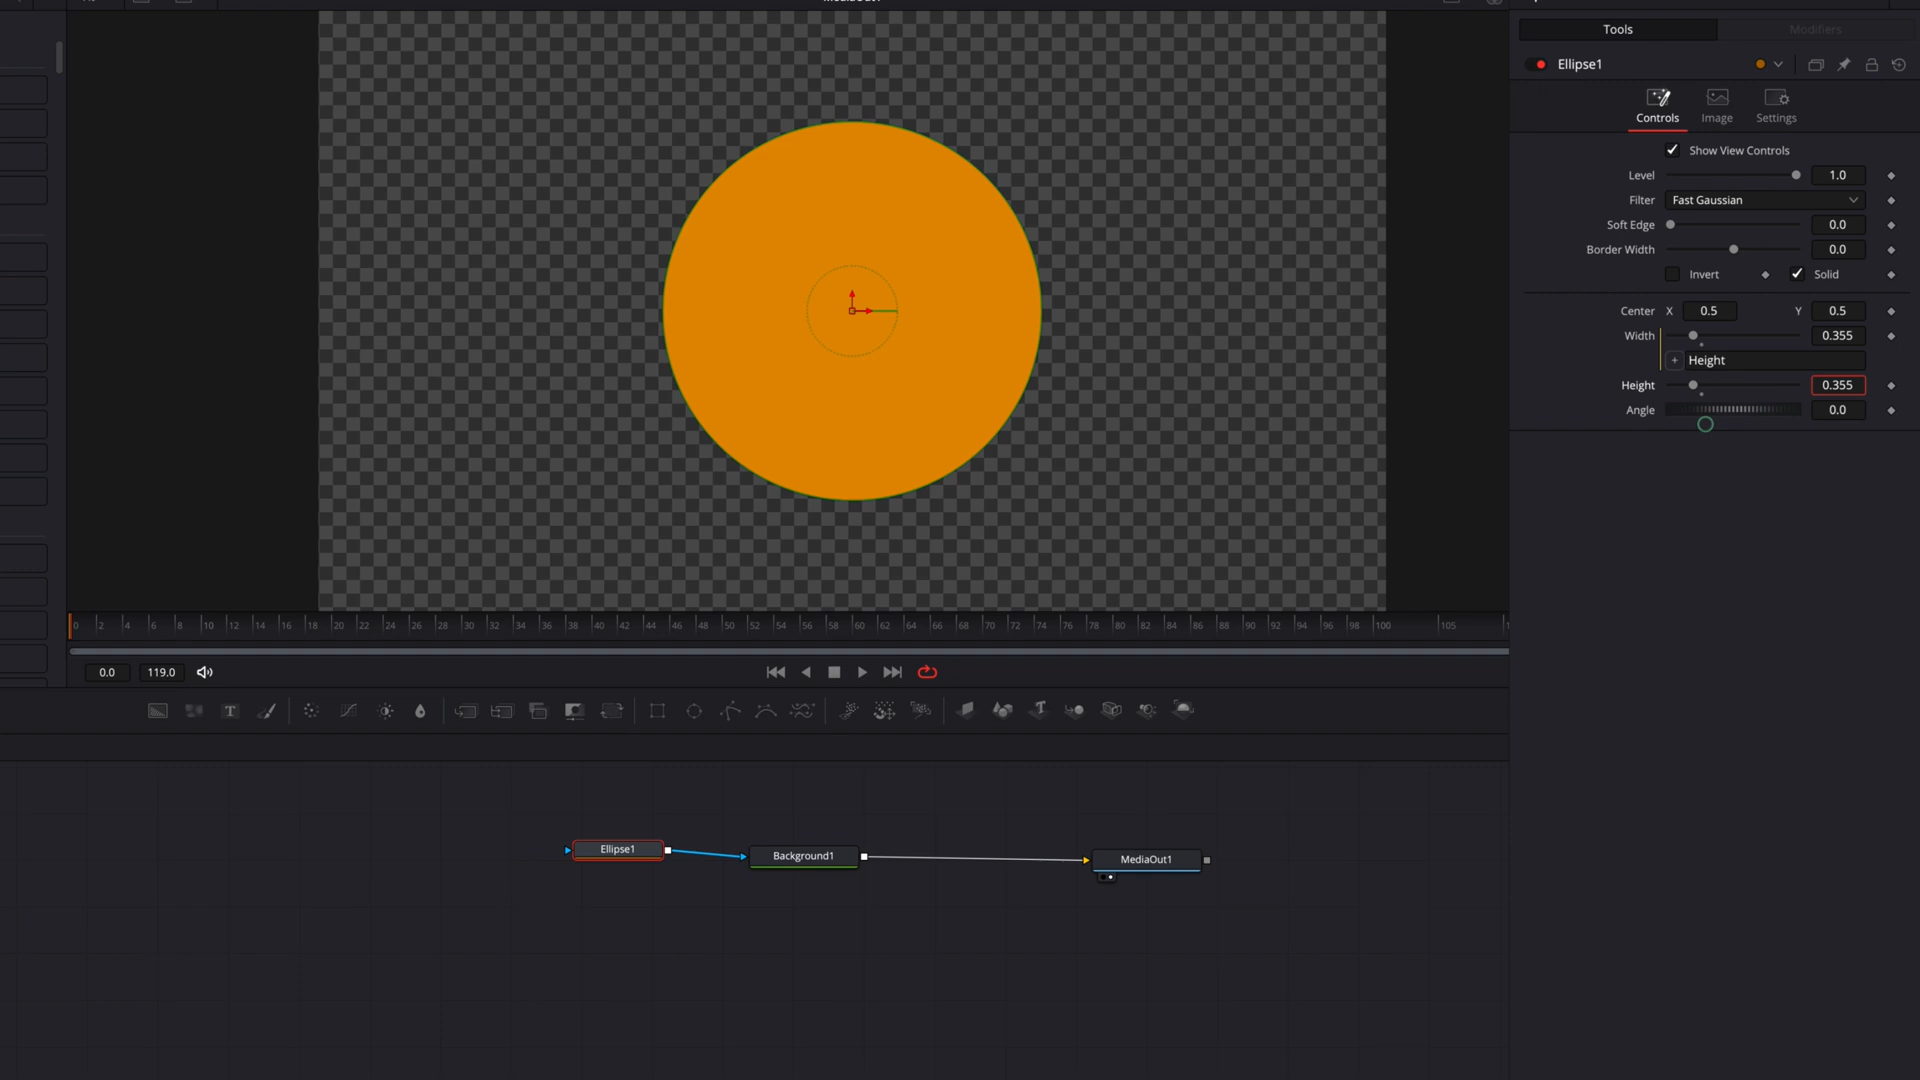 MediaOut1
Tools
Modifiers
Ellipse1
Controls
Image
Settings
Show View Controls
Level 1.0
Filter Fast Gaussian
Soft Edge 0.0
Border Width 0.0
Invert Solid
Center X 0.5 Y 0.5
Width 0.355
+ Height
Height 0.355
Angle 0.0
0 2 4 6 8 10 12 14 16 18 20 22 24 26 28 30 32 34 36 38 40 42 44 46 48 50 52 54 56 58 60 62 64 66 68 70 72 74 76 78 80 82 84 86 88 90 92 94 96 98 100 105
0.0 119.0
T
Ellipse1
Background1
MediaOut1